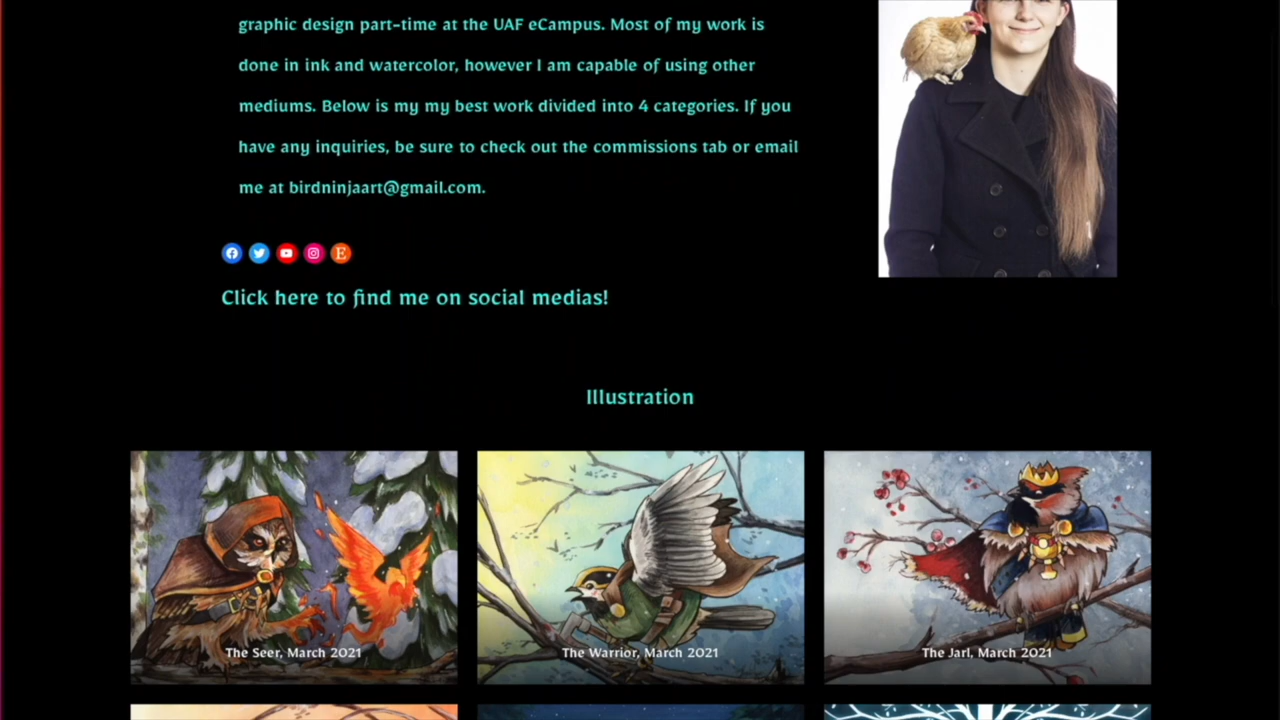 graphic design part-time at the UAF eCampus. Most of my work is
done in ink and watercolor, however I am capable of using other
mediums. Below is my my best work divided into 4 categories. If you
have any inquiries, be sure to check out the commissions tab or email
me at birdninjaart@gmail.com.
E
Click here to find me on social medias!
Illustration
The Seer, March 2021
The Warrior, March 2021
The Jarl, March 2021